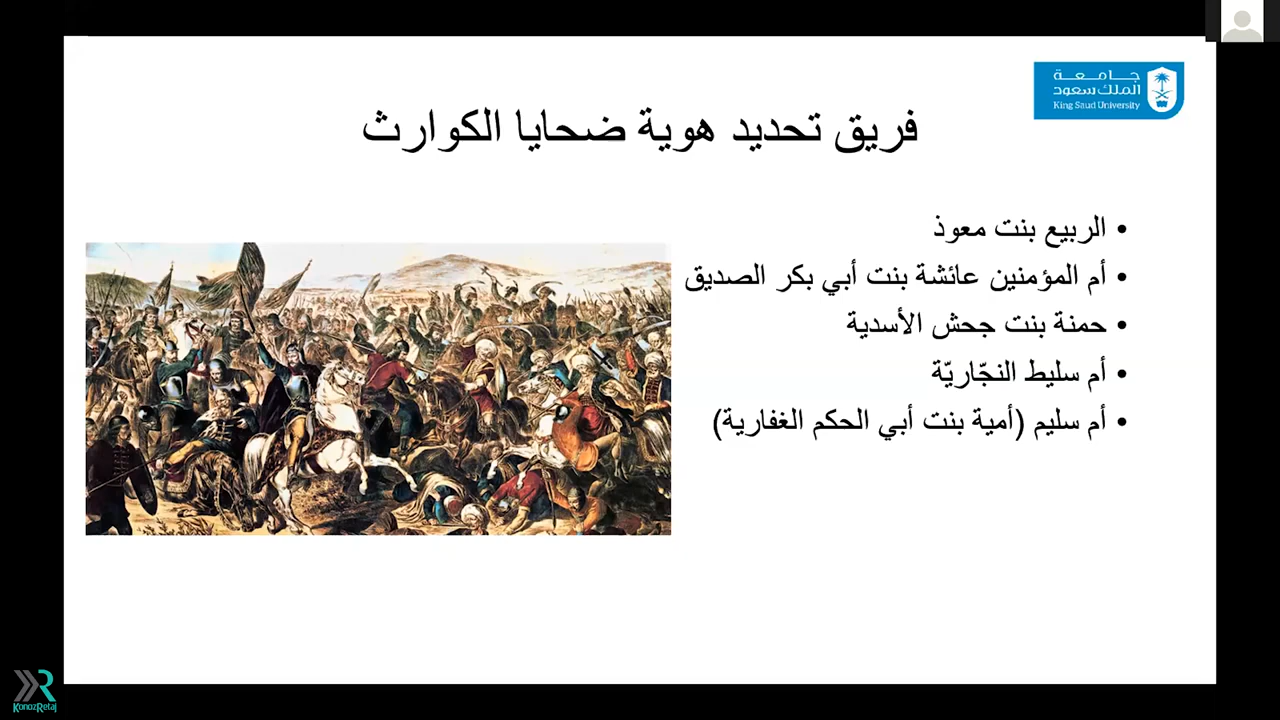 جامعة
الملك سعود
King Saud University
فريق تحديد هوية ضحايا الكوارث
• الربيع بنت معوذ
• أم المؤمنين عائشة بنت أبي بكر الصديق
• حمنة بنت جحش الأسدية
• أم سليط النجّاريّة
• أم سليم (أمية بنت أبي الحكم الغفارية)
KonozRetaj